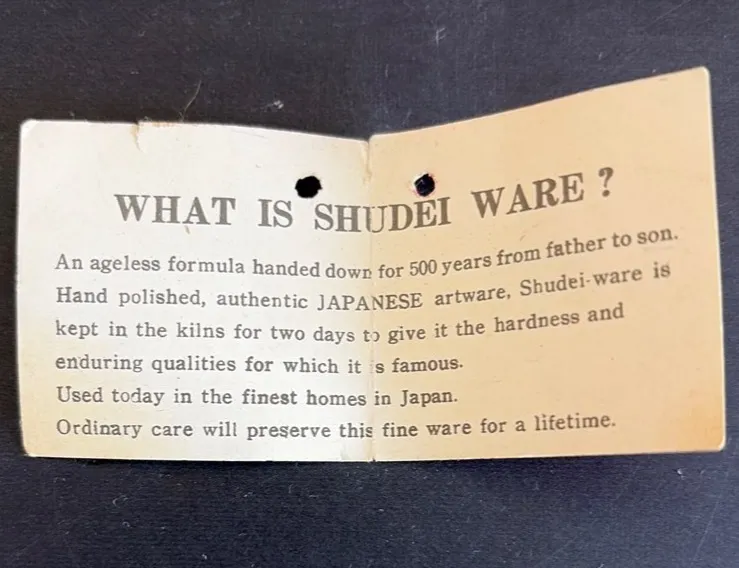 WHAT IS SHUDEI WARE ?
An ageless formula handed down for 500 years from father to son.
Hand polished, authentic JAPANESE artware, Shudei-ware is
kept in the kilns for two days to give it the hardness and
enduring qualities for which it is famous.
Used today in the finest homes in Japan.
Ordinary care will preserve this fine ware for a lifetime.